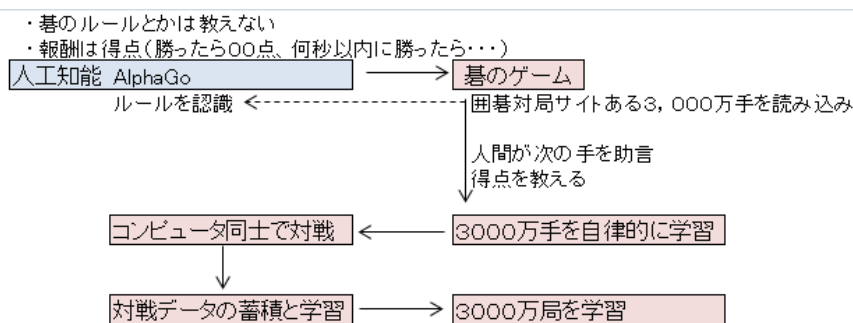 ・碁のルールとかは教えない
・報酬は得点(勝ったら00点、何秒以内に勝ったら・・・)
人工知能 AlphaGo
碁のゲーム
ルールを認識
囲碁対局サイトある3，000万手を読み込み
人間が次の手を助言
得点を教える
コンピュータ同士で対戦
3000万手を自律的に学習
対戦データの蓄積と学習
3000万局を学習